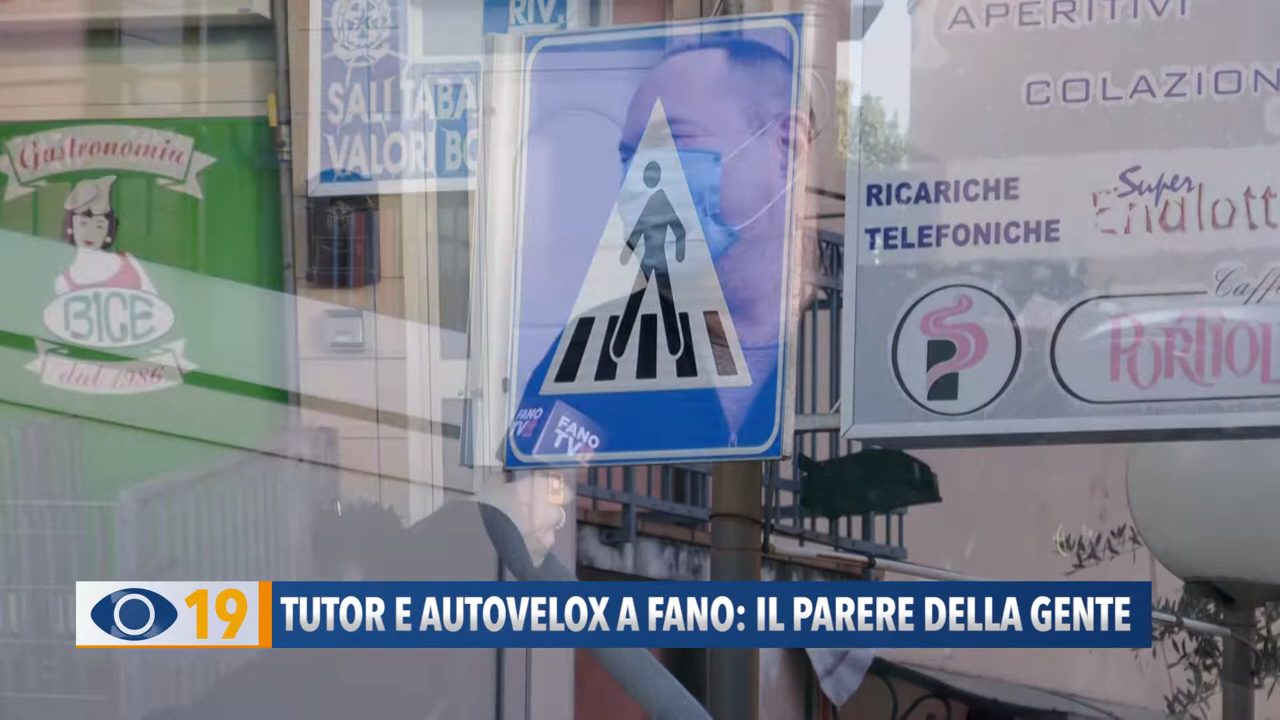 RIV.
SALI TABA
VALORI BO
Gastronomia
BICE
dal 1986
APERITIVI
COLAZION
RICARICHE
TELEFONICHE
Super
Enalott
Caffè
P
FANO
TV
FANO
TV
19
TUTOR E AUTOVELOX A FANO: IL PARERE DELLA GENTE